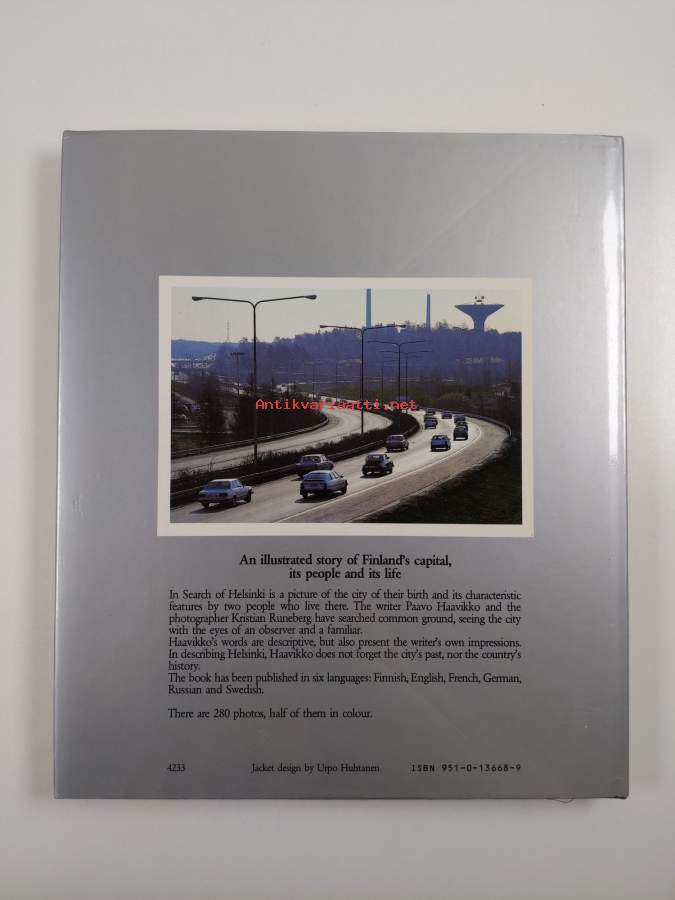 Antikvariaatti.net
An illustrated story of Finland's capital,
its people and its life
In Search of Helsinki is a picture of the city of their birth and its characteristic
features by two people who live there. The writer Paavo Haavikko and the
photographer Kristian Runeberg have searched common ground, seeing the city
with the eyes of an observer and a familiar.
Haavikko's words are descriptive, but also present the writer's own impressions.
In describing Helsinki, Haavikko does not forget the city's past, nor the country's
history.
The book has been published in six languages: Finnish, English, French, German,
Russian and Swedish.
There are 280 photos, half of them in colour.
4233 Jacket design by Urpo Huhtanen ISBN 951-0-13668-9